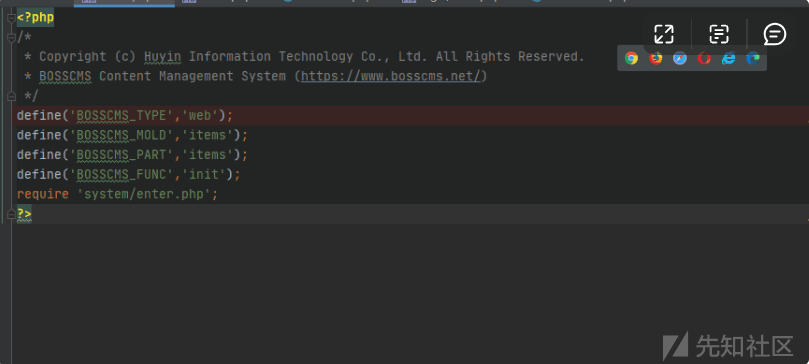 <?php
/*
 * Copyright (c) Huyin Information Technology Co., Ltd. All Rights Reserved.
 * BOSSCMS Content Management System (https://www.bosscms.net/)
 */
define('BOSSCMS_TYPE','web');
define('BOSSCMS_MOLD','items');
define('BOSSCMS_PART','items');
define('BOSSCMS_FUNC','init');
require 'system/enter.php';
?>
先知社区